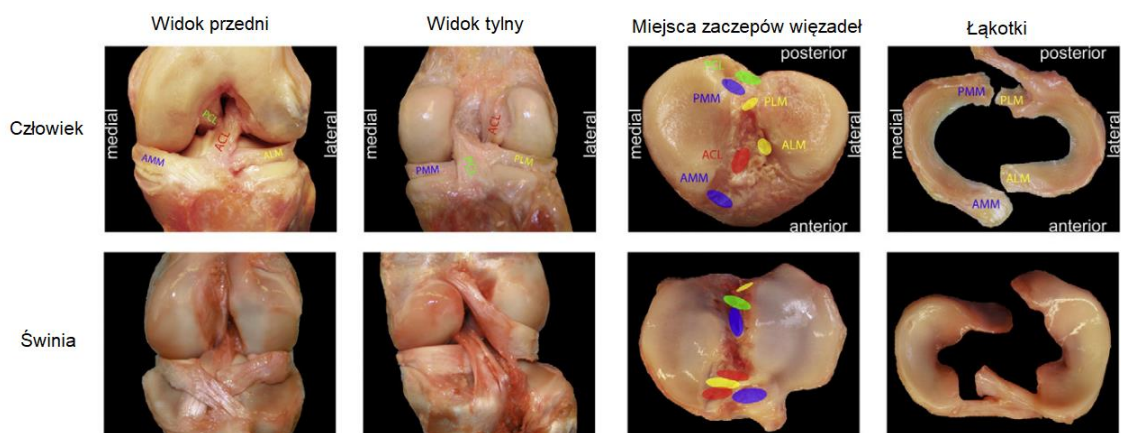 Widok przedni
Widok tylny
Miejsca zaczepów więzadeł
Łąkotki
Człowiek
medial
PCL
ACL
AMM
ALM
lateral
ACL
PMM
PLM
posterior
PMM
PLM
medial
ACL
ALM
lateral
AMM
anterior
posterior
PMM
PLM
medial
ALM
lateral
AMM
anterior
Świnia